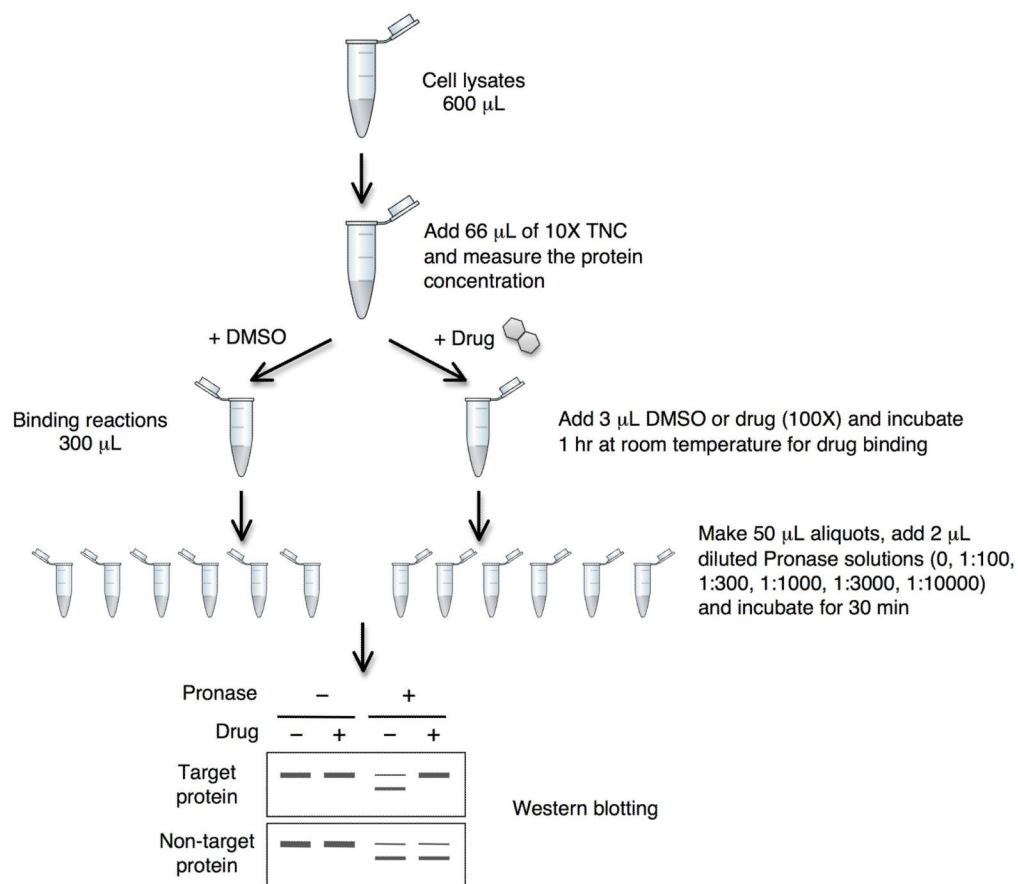 Cell lysates
600 μL
Add 66 μL of 10X TNC
and measure the protein
concentration
+ DMSO
+ Drug
Binding reactions
300 μL
Add 3 μL DMSO or drug (100X) and incubate
1 hr at room temperature for drug binding
Make 50 μL aliquots, add 2 μL
diluted Pronase solutions (0, 1:100,
1:300, 1:1000, 1:3000, 1:10000)
and incubate for 30 min
Pronase – +
Drug – + – +
Target
protein
Western blotting
Non-target
protein